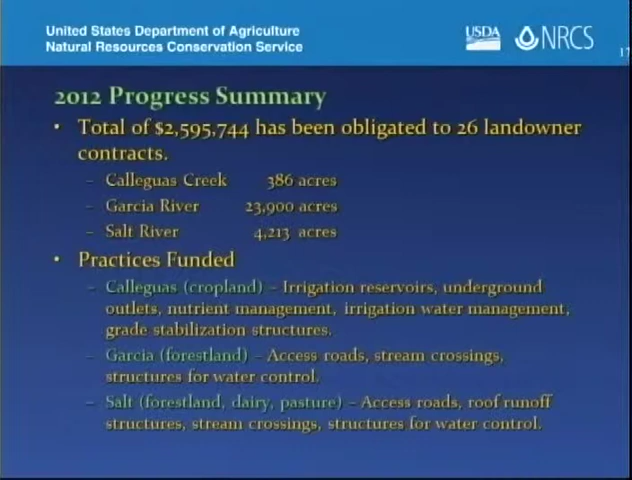 United States Department of Agriculture
Natural Resources Conservation Service
USDA
NRCS
17
2012 Progress Summary
• Total of $2,595,744 has been obligated to 26 landowner
contracts.
– Calleguas Creek 386 acres
– Garcia River 23,900 acres
– Salt River 4,213 acres
• Practices Funded
– Calleguas (cropland) – Irrigation reservoirs, underground
outlets, nutrient management, irrigation water management,
grade stabilization structures.
– Garcia (forestland) – Access roads, stream crossings,
structures for water control.
– Salt (forestland, dairy, pasture) – Access roads, roof runoff
structures, stream crossings, structures for water control.